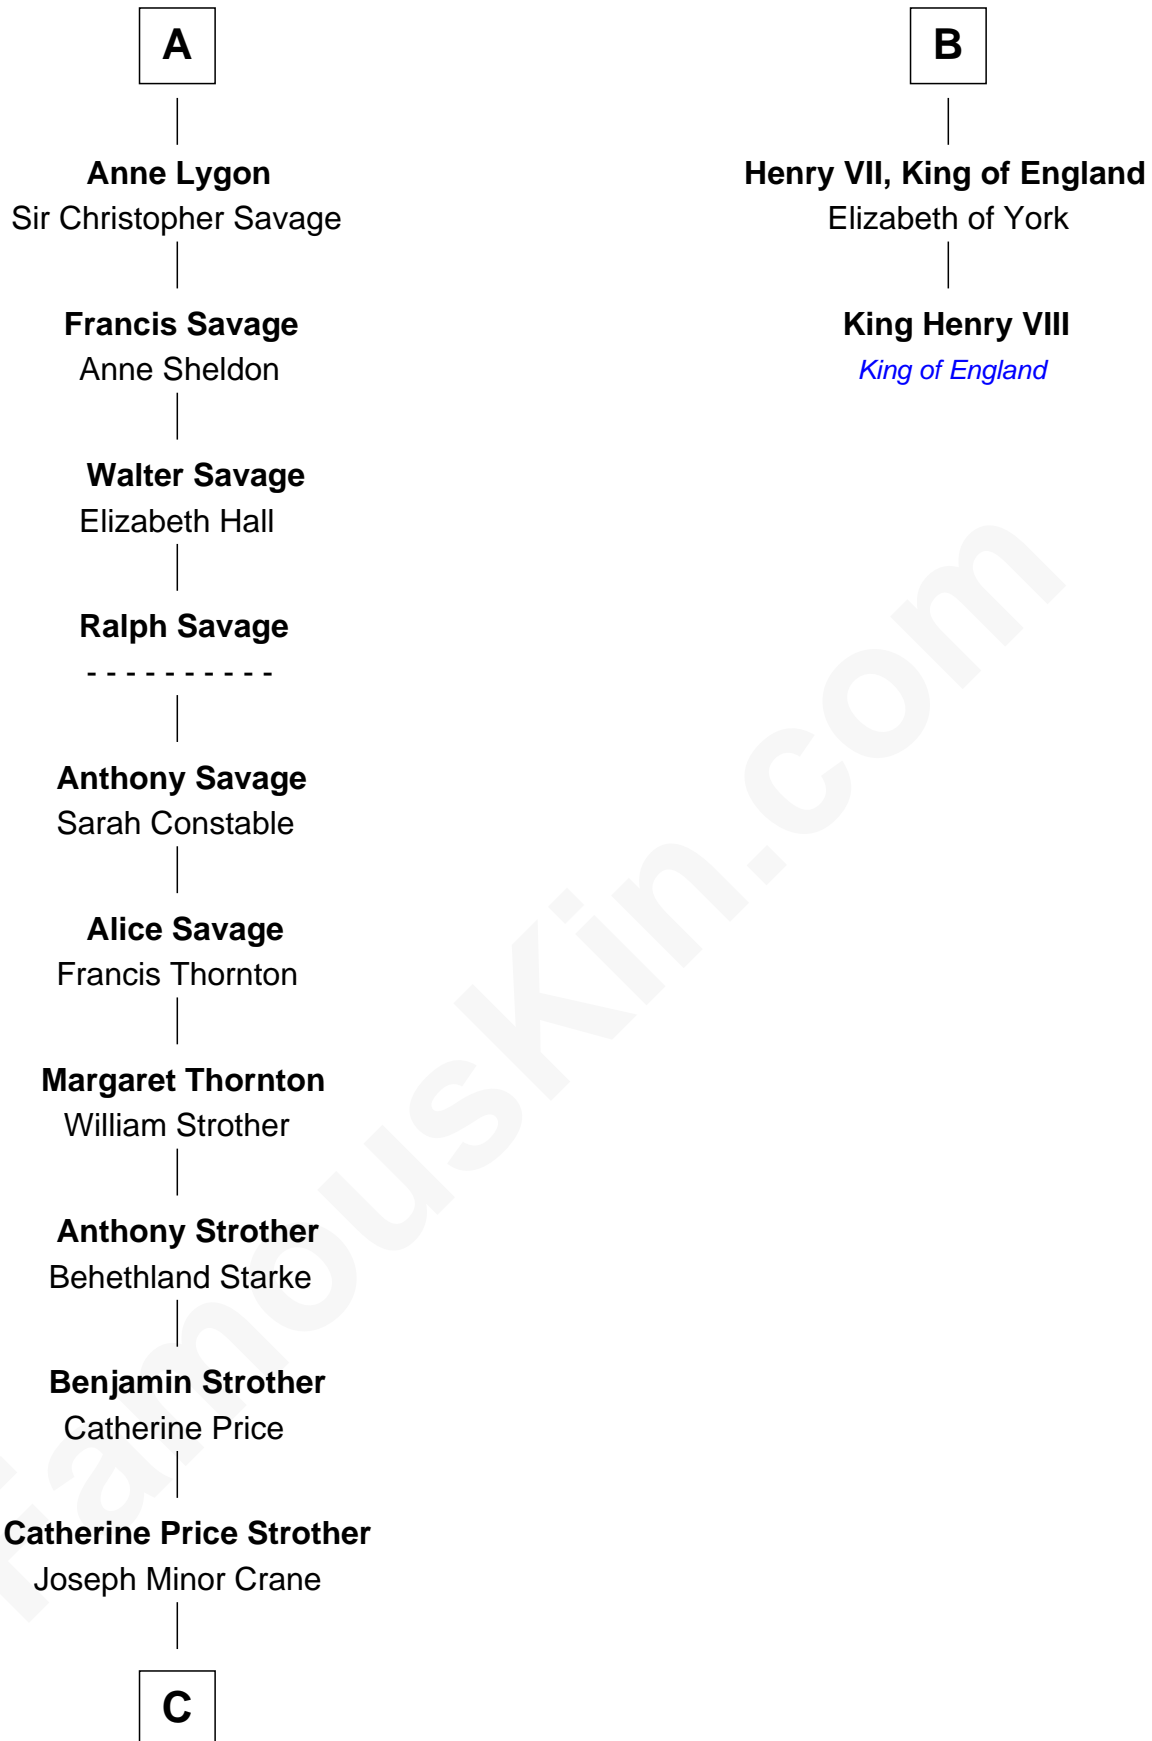 A
Anne Lygon
Sir Christopher Savage
Francis Savage
Anne Sheldon
Walter Savage
Elizabeth Hall
Ralph Savage
- - - - - - - - - -
Anthony Savage
Sarah Constable
Alice Savage
Francis Thornton
Margaret Thornton
William Strother
Anthony Strother
Behethland Starke
Benjamin Strother
Catherine Price
Catherine Price Strother
Joseph Minor Crane
C
B
Henry VII, King of England
Elizabeth of York
King Henry VIII
King of England
FamousKin.com